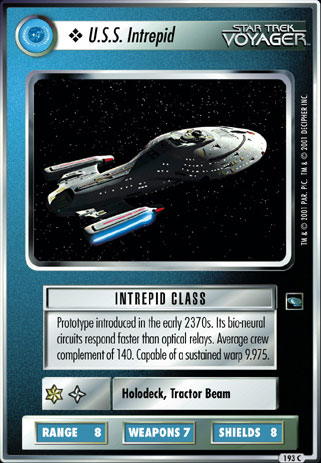 ❖ U.S.S. Intrepid
STAR TREK
VOYAGER™
TM & © 2001 PAR. PIC. TM & © 2001 DECIPHER INC.
INTREPID CLASS
Prototype introduced in the early 2370s. Its bio-neural
circuits respond faster than optical relays. Average crew
complement of 140. Capable of a sustained warp 9.975.
Holodeck, Tractor Beam
RANGE 8 WEAPONS 7 SHIELDS 8
193 C